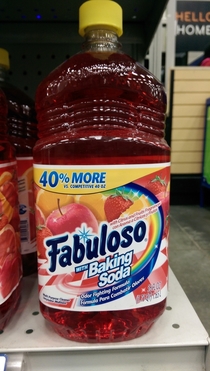 HELLO
HOME
40% MORE
VS. COMPETITIVE 40 OZ
Fabuloso
WITH Baking
Soda
Odor Fighting Formula
Fórmula Para Combatir Olores